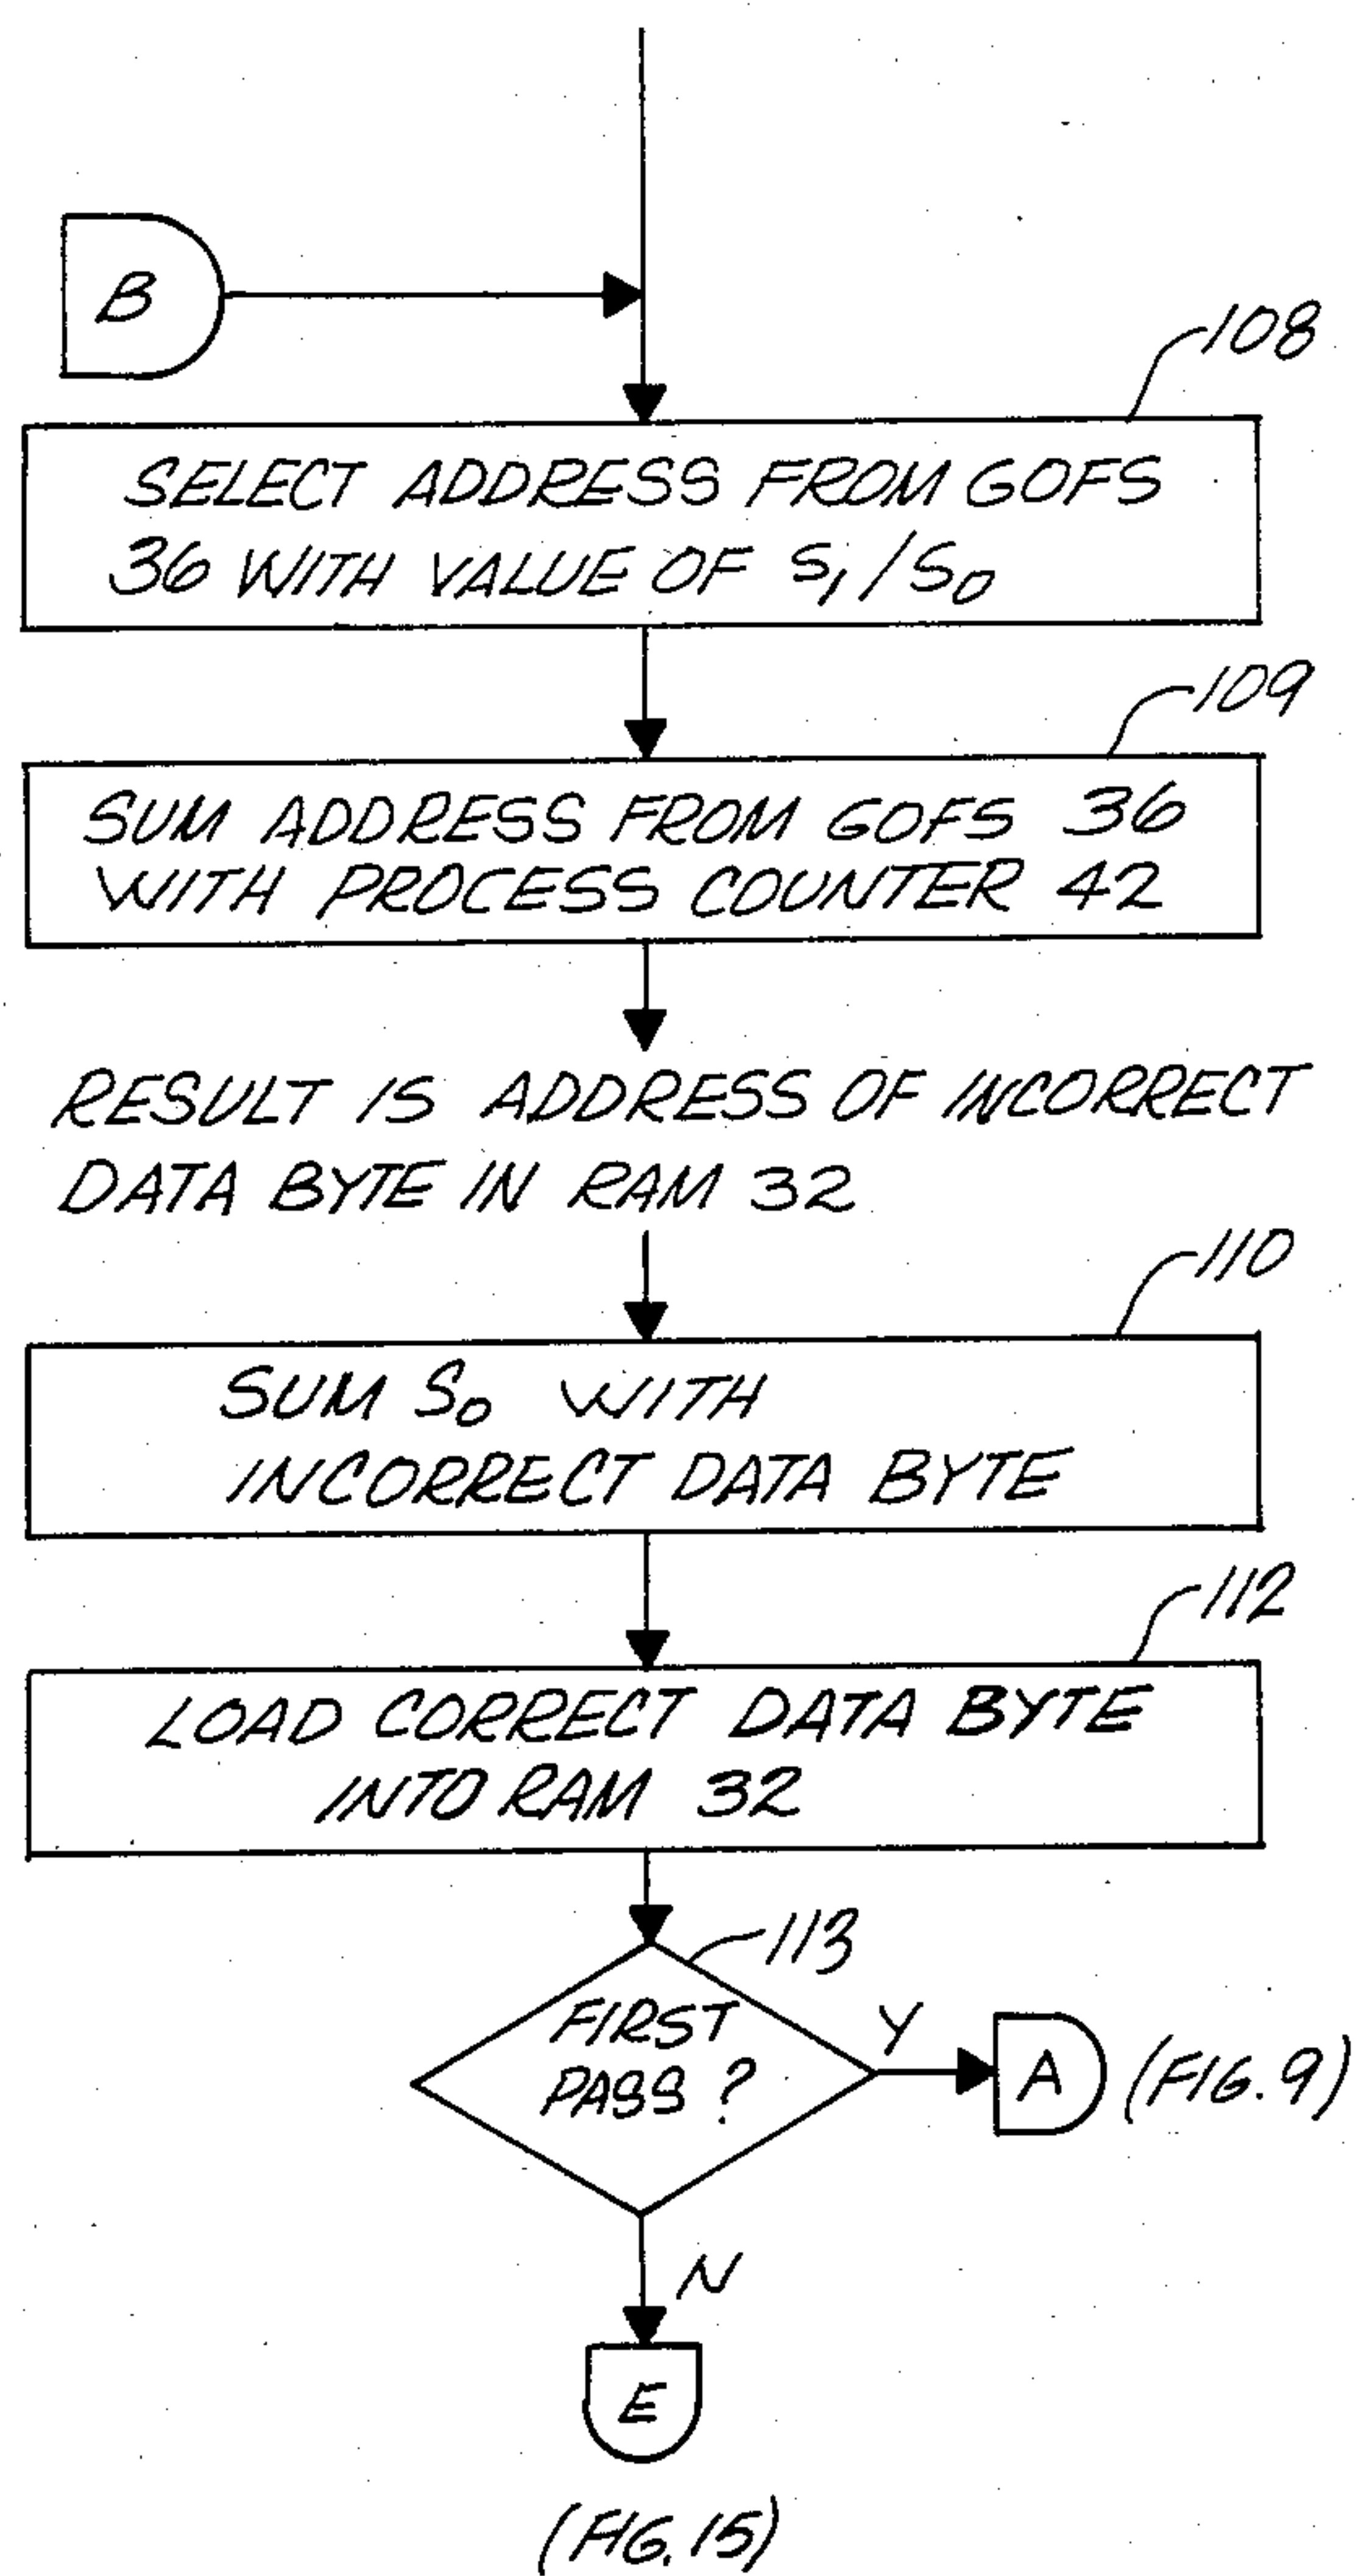 B
108
SELECT ADDRESS FROM GOFS
36 WITH VALUE OF S₁/S₀
109
SUM ADDRESS FROM GOFS 36
WITH PROCESS COUNTER 42
RESULT IS ADDRESS OF INCORRECT
DATA BYTE IN RAM 32
110
SUM S₀ WITH
INCORRECT DATA BYTE
112
LOAD CORRECT DATA BYTE
INTO RAM 32
113
FIRST
PASS?
Y
A (FIG. 9)
N
E
(FIG. 15)